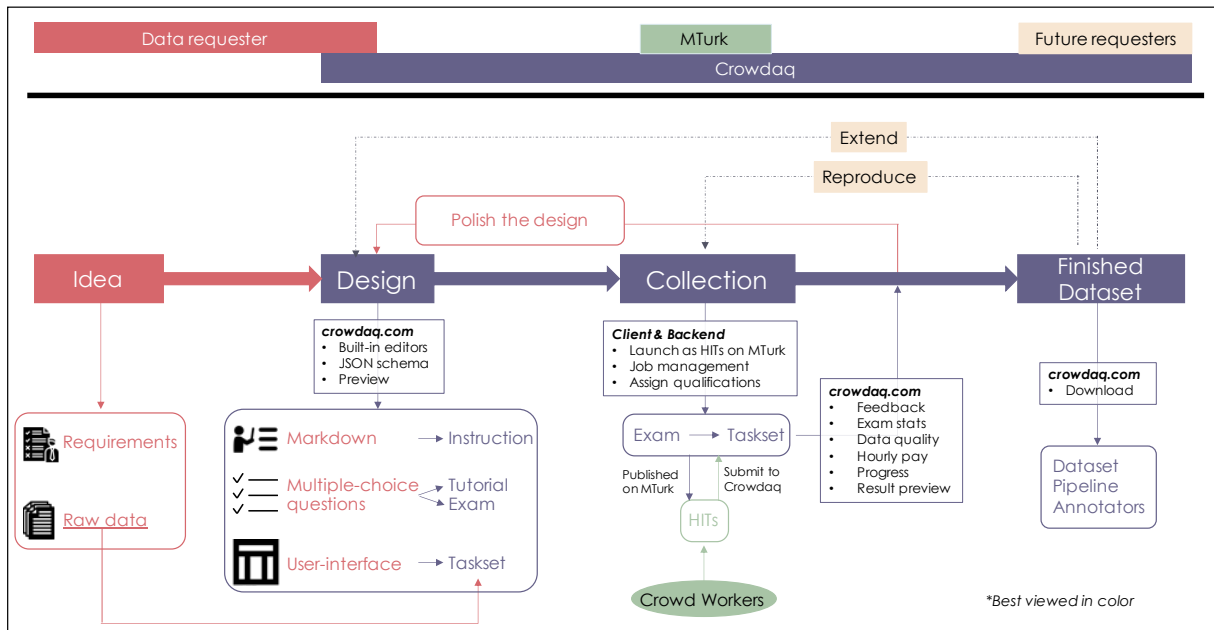 Data requester
MTurk
Future requesters
Crowdaq
Extend
Reproduce
Polish the design
Idea
Design
Collection
Finished
Dataset
crowdaq.com
• Built-in editors
• JSON schema
• Preview
Client & Backend
• Launch as HITs on MTurk
• Job management
• Assign qualifications
crowdaq.com
• Feedback
• Exam stats
• Data quality
• Hourly pay
• Progress
• Result preview
crowdaq.com
• Download
Requirements
Raw data
Markdown
Instruction
Multiple-choice
questions
Tutorial
Exam
User-interface
Taskset
Exam
Taskset
Published
on MTurk
Submit to
Crowdaq
HITs
Crowd Workers
Dataset
Pipeline
Annotators
*Best viewed in color